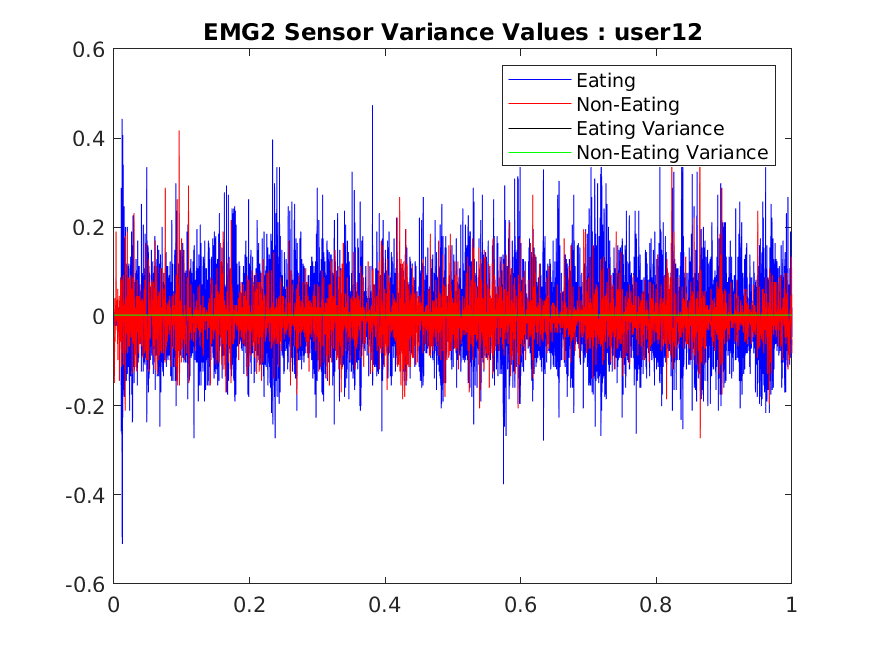 EMG2 Sensor Variance Values : user12
0.6
Eating
Non-Eating
Eating Variance
Non-Eating Variance
0.4
0.2
0
-0.2
-0.4
-0.6
0 0.2 0.4 0.6 0.8 1